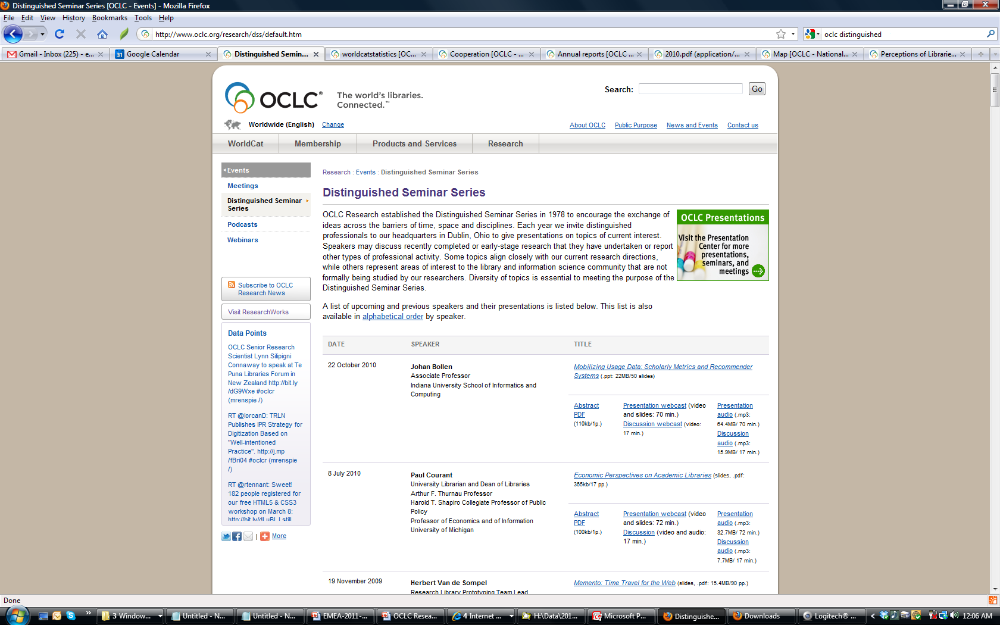 Distinguished Seminar Series [OCLC - Events] - Mozilla Firefox
File Edit View History Bookmarks Tools Help
http://www.oclc.org/research/dss/default.htm
oclc distinguished
Gmail - Inbox (225) - e...
31 Google Calendar
Distinguished Semin...
worldcatstatistics [OC...
Cooperation [OCLC - ...
Annual reports [OCLC ...
2010.pdf (application/...
Map [OCLC - National...
Perceptions of Librarie...
OCLC®
The world's libraries.
Connected.™
Search:
Go
Worldwide (English) Change
About OCLC Public Purpose News and Events Contact us
WorldCat Membership Products and Services Research
Events
Meetings
Distinguished Seminar
Series
Podcasts
Webinars
Subscribe to OCLC
Research News
Visit ResearchWorks
Data Points
OCLC Senior Research
Scientist Lynn Silipigni
Connaway to speak at Te
Puna Libraries Forum in
New Zealand http://bit.ly
/dG9Wxe #oclcr
(mrenspie /)
RT @lorcanD: TRLN
Publishes IPR Strategy for
Digitization Based on
"Well-intentioned
Practice". http://j.mp
/fBri04 #oclcr (mrenspie
/)
RT @rtennant: Sweet!
182 people registered for
our free HTML5 & CSS3
workshop on March 8:
| More
Research : Events : Distinguished Seminar Series
Distinguished Seminar Series
OCLC Research established the Distinguished Seminar Series in 1978 to encourage the exchange of
ideas across the barriers of time, space and disciplines. Each year we invite distinguished
professionals to our headquarters in Dublin, Ohio to give presentations on topics of current interest.
Speakers may discuss recently completed or early-stage research that they have undertaken or report
other types of professional activity. Some topics align closely with our current research directions,
while others represent areas of interest to the library and information science community that are not
formally being studied by our researchers. Diversity of topics is essential to meeting the purpose of the
Distinguished Seminar Series.
OCLC Presentations
Visit the Presentation
Center for more
presentations,
seminars, and
meetings
A list of upcoming and previous speakers and their presentations is listed below. This list is also
available in alphabetical order by speaker.
DATE SPEAKER TITLE
22 October 2010
Johan Bollen
Associate Professor
Indiana University School of Informatics and
Computing
Mobilizing Usage Data: Scholarly Metrics and Recommender
Systems (.ppt: 22MB/50 slides)
Abstract
PDF
(110kb/1p.)
Presentation webcast (video
and slides: 70 min.)
Discussion webcast (video:
17 min.)
Presentation
audio (.mp3:
64.4MB/ 70 min.)
Discussion
audio (.mp3:
15.9MB/ 17 min.)
8 July 2010
Paul Courant
University Librarian and Dean of Libraries
Arthur F. Thurnau Professor
Harold T. Shapiro Collegiate Professor of Public
Policy
Professor of Economics and of Information
University of Michigan
Economic Perspectives on Academic Libraries (slides, .pdf:
365kb/17 pp.)
Abstract
PDF
(100kb/1p.)
Presentation webcast (video
and slides: 72 min.)
Discussion (video and audio:
17 min.)
Presentation
audio (.mp3:
32.7MB/ 72 min.)
Discussion
audio (.mp3:
7.7MB/ 17 min.)
19 November 2009
Herbert Van de Sompel
Research Library Prototyping Team Lead
Memento: Time Travel for the Web (slides, .pdf: 15.4MB/90 pp.)
Done
3 Window...
Untitled - N...
Untitled - N...
EMEA-2011-...
OCLC Resea...
4 Internet ...
H:\Data\201...
Microsoft P...
Distinguishe...
Downloads
Logitech® ...
12:06 AM